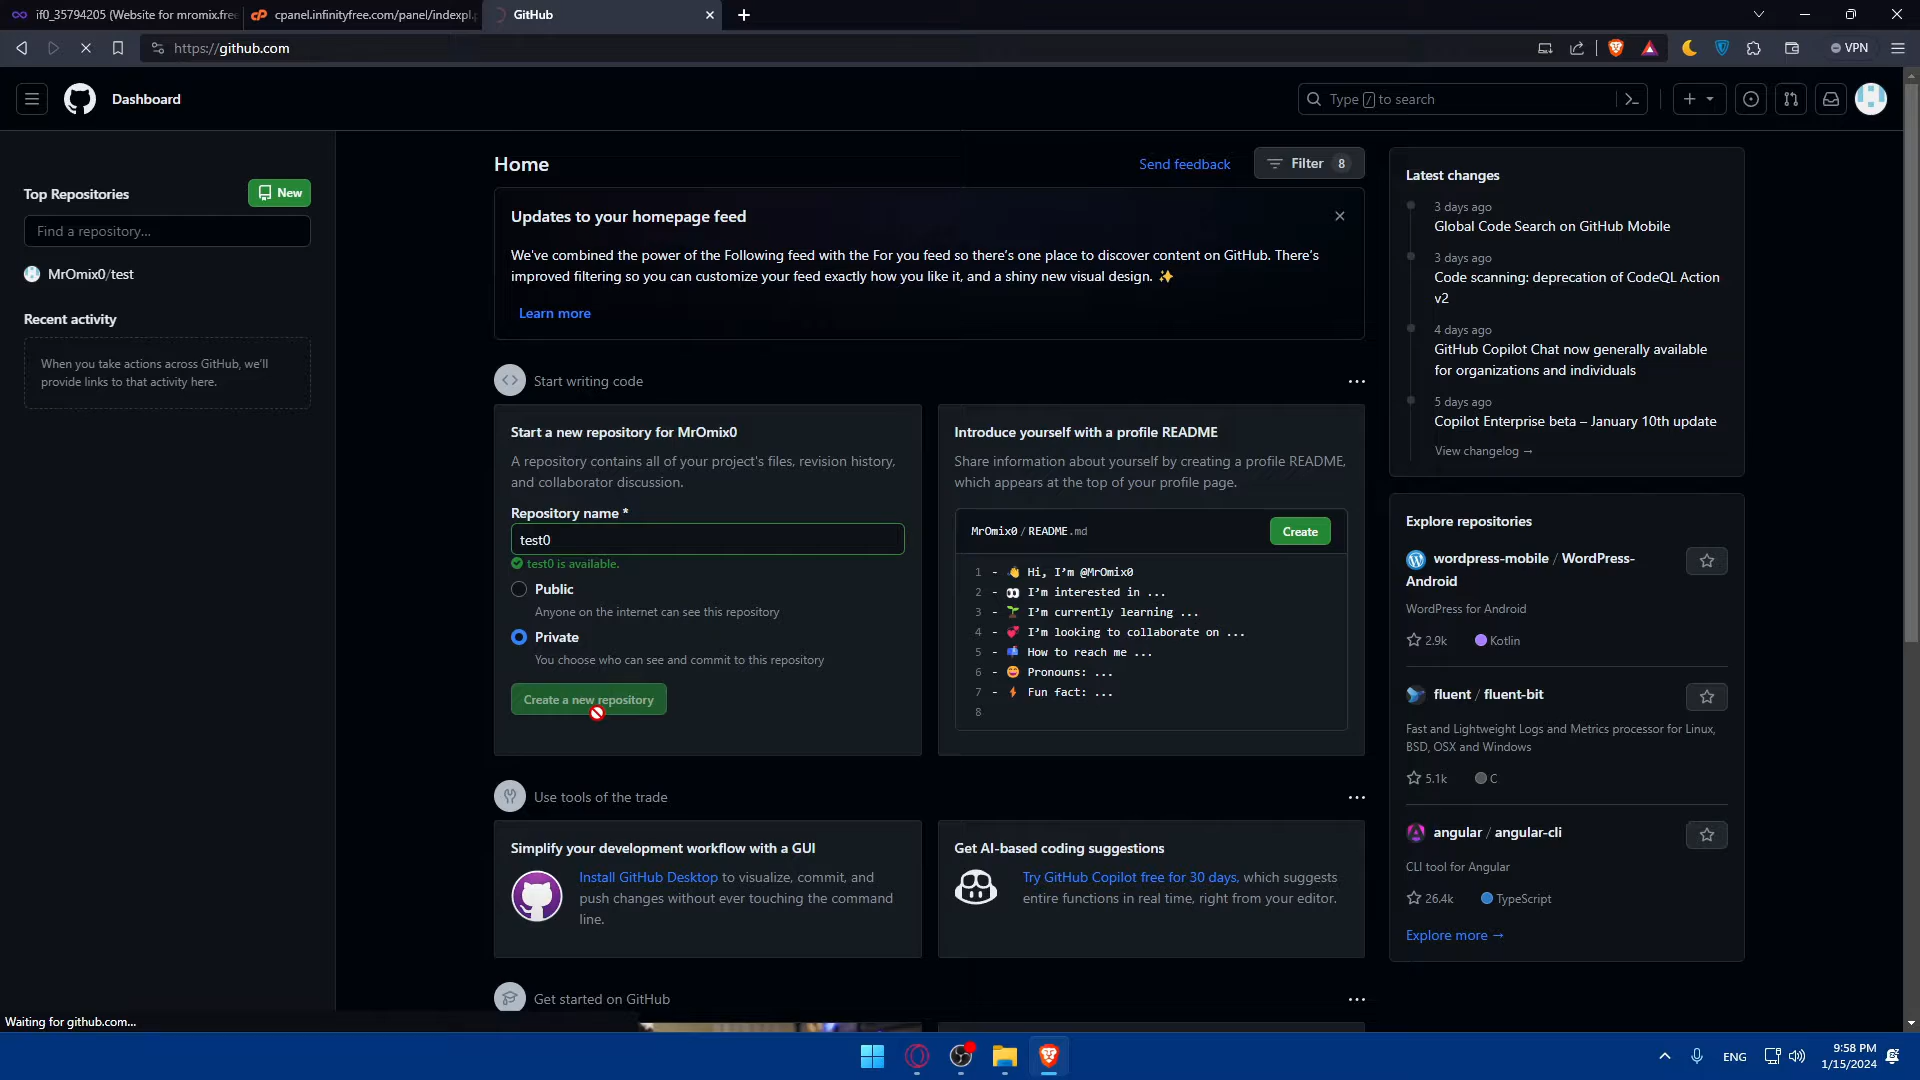 if0_35794205 (Website for mromix.free
cpanel.infinityfree.com/panel/indexpl.
GitHub
https://github.com
VPN
Dashboard
Type / to search
Top Repositories
New
Find a repository...
MrOmix0/test
Recent activity
When you take actions across GitHub, we'll
provide links to that activity here.
Home
Send feedback
Filter 8
Updates to your homepage feed
We've combined the power of the Following feed with the For you feed so there's one place to discover content on GitHub. There's
improved filtering so you can customize your feed exactly how you like it, and a shiny new visual design. ✨
Learn more
Start writing code
Start a new repository for MrOmix0
A repository contains all of your project's files, revision history,
and collaborator discussion.
Repository name *
test0
test0 is available.
Public
Anyone on the internet can see this repository
Private
You choose who can see and commit to this repository
Create a new repository
Introduce yourself with a profile README
Share information about yourself by creating a profile README,
which appears at the top of your profile page.
MrOmix0 / README.md
Create
1 - 👋 Hi, I'm @MrOmix0
2 - 👀 I'm interested in ...
3 - 🌱 I'm currently learning ...
4 - 💞️ I'm looking to collaborate on ...
5 - 📫 How to reach me ...
6 - 😄 Pronouns: ...
7 - ⚡ Fun fact: ...
8
Use tools of the trade
Simplify your development workflow with a GUI
Install GitHub Desktop to visualize, commit, and
push changes without ever touching the command
line.
Get AI-based coding suggestions
Try GitHub Copilot free for 30 days, which suggests
entire functions in real time, right from your editor.
Get started on GitHub
Latest changes
3 days ago
Global Code Search on GitHub Mobile
3 days ago
Code scanning: deprecation of CodeQL Action
v2
4 days ago
GitHub Copilot Chat now generally available
for organizations and individuals
5 days ago
Copilot Enterprise beta – January 10th update
View changelog →
Explore repositories
wordpress-mobile / WordPress-
Android
WordPress for Android
2.9k
Kotlin
fluent / fluent-bit
Fast and Lightweight Logs and Metrics processor for Linux,
BSD, OSX and Windows
5.1k
C
angular / angular-cli
CLI tool for Angular
26.4k
TypeScript
Explore more →
Waiting for github.com...
ENG
9:58 PM
1/15/2024